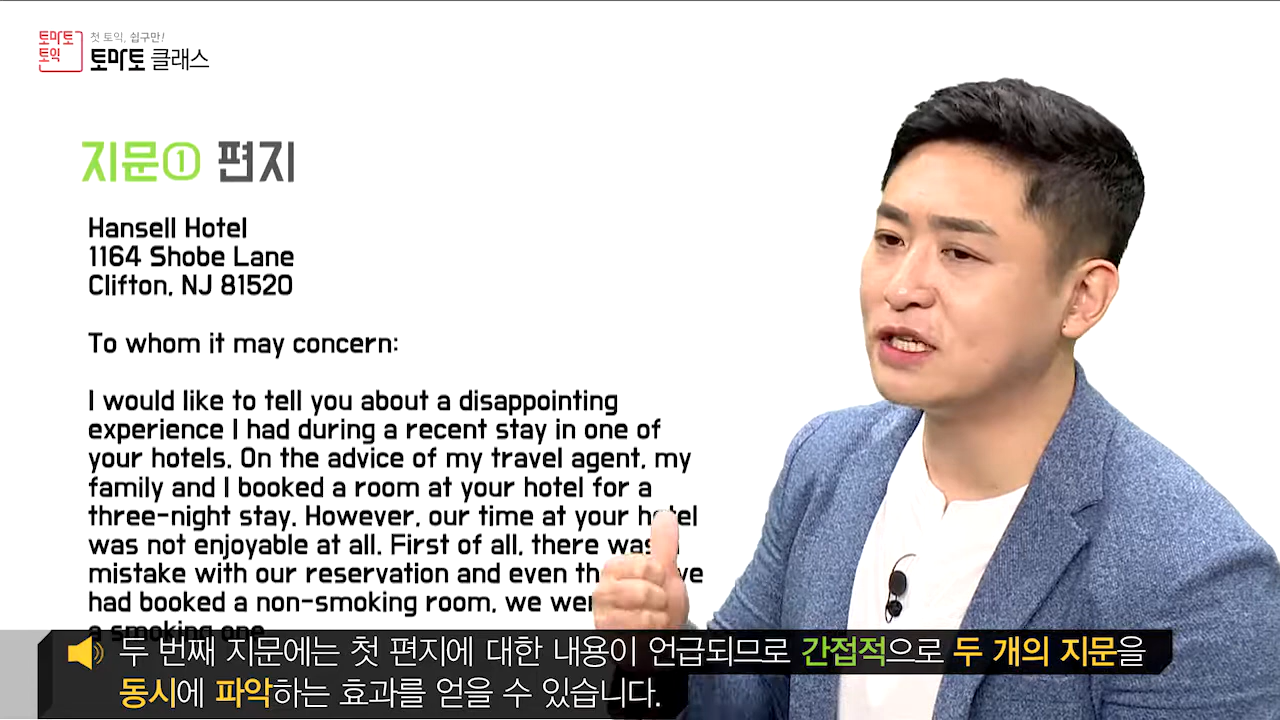 토마토
토익
첫 토익, 쉽구만!
토마토 클래스
지문① 편지
Hansell Hotel
1164 Shobe Lane
Clifton, NJ 81520
To whom it may concern:
I would like to tell you about a disappointing
experience I had during a recent stay in one of
your hotels. On the advice of my travel agent, my
family and I booked a room at your hotel for a
three-night stay. However, our time at your hotel
was not enjoyable at all. First of all, there was
mistake with our reservation and even
had booked a non-smoking room, we
a smoking one
두 번째 지문에는 첫 편지에 대한 내용이 언급되므로 간접적으로 두 개의 지문을
동시에 파악하는 효과를 얻을 수 있습니다.